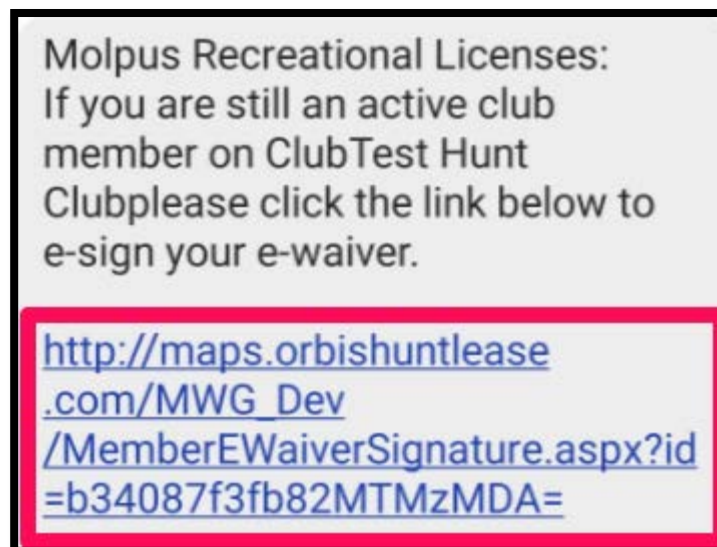 Molpus Recreational Licenses:
If you are still an active club
member on ClubTest Hunt
Clubplease click the link below to
e-sign your e-waiver.
http://maps.orbishuntlease
.com/MWG_Dev
/MemberEWaiverSignature.aspx?id
=b34087f3fb82MTMzMDA=